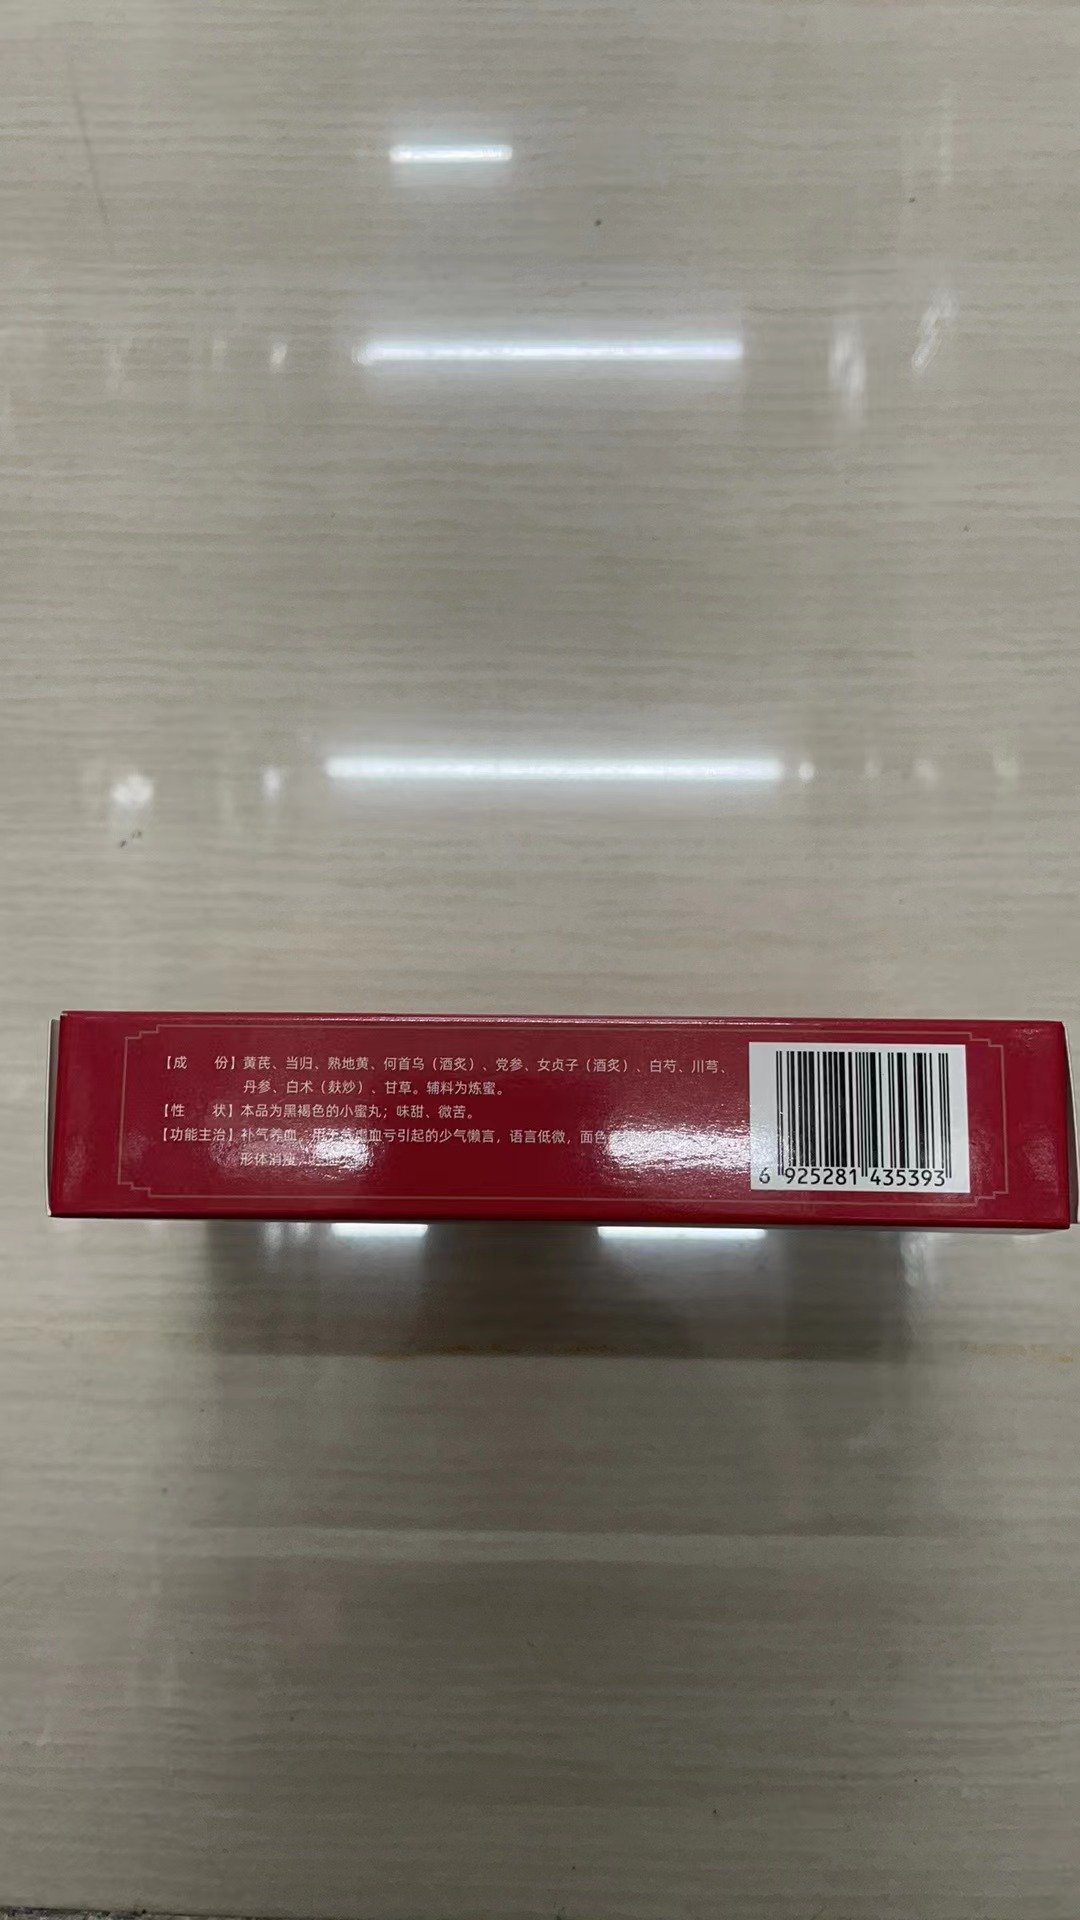 【成 份】黄芪、当归、熟地黄、何首乌（酒炙）、党参、女贞子（酒炙）、白芍、川芎、
丹参、白术（麸炒）、甘草。辅料为炼蜜。
【性 状】本品为黑褐色的小蜜丸；味甜、微苦。
【功能主治】补气养血。用于气虚血亏引起的少气懒言，语言低微，面色
形体消瘦，
6 925281 435393